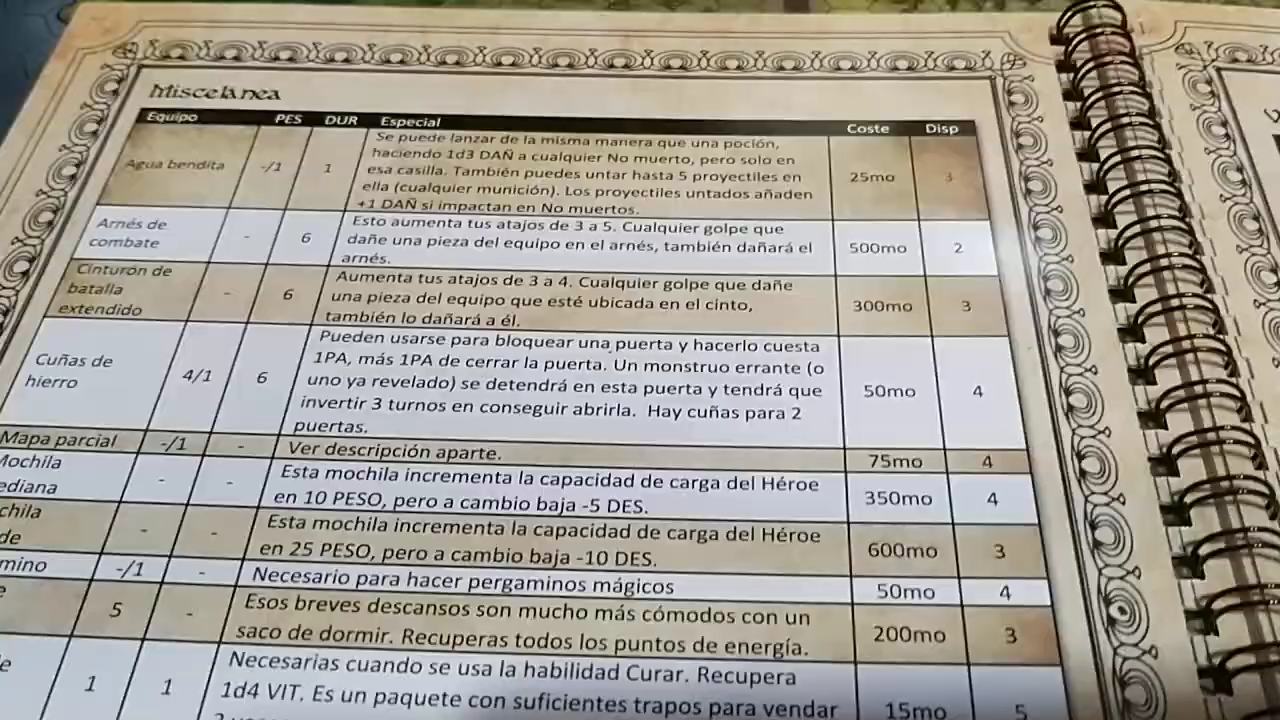 Miscelánea
Equipo PES DUR Especial Coste Disp
Agua bendita -/1 1 Se puede lanzar de la misma manera que una poción, 25mo 3
haciendo 1d3 DAÑ a cualquier No muerto, pero solo en
esa casilla. También puedes untar hasta 5 proyectiles en
ella (cualquier munición). Los proyectiles untados añaden
+1 DAÑ si impactan en No muertos.
Arnés de - 6 Esto aumenta tus atajos de 3 a 5. Cualquier golpe que 500mo 2
combate dañe una pieza del equipo en el arnés, también dañará el
arnés.
Cinturón de - 6 Aumenta tus atajos de 3 a 4. Cualquier golpe que dañe 300mo 3
batalla una pieza del equipo que esté ubicada en el cinto,
extendido también lo dañará a él.
Cuñas de 4/1 6 Pueden usarse para bloquear una puerta y hacerlo cuesta 50mo 4
hierro 1PA, más 1PA de cerrar la puerta. Un monstruo errante (o
uno ya revelado) se detendrá en esta puerta y tendrá que
invertir 3 turnos en conseguir abrirla. Hay cuñas para 2
puertas.
Mapa parcial -/1 - Ver descripción aparte. 75mo 4
Mochila - - Esta mochila incrementa la capacidad de carga del Héroe 350mo 4
ediana en 10 PESO, pero a cambio baja -5 DES.
chila - - Esta mochila incrementa la capacidad de carga del Héroe 600mo 3
de en 25 PESO, pero a cambio baja -10 DES.
mino -/1 - Necesario para hacer pergaminos mágicos 50mo 4
e 5 - Esos breves descansos son mucho más cómodos con un 200mo 3
saco de dormir. Recuperas todos los puntos de energía.
e 1 1 Necesarias cuando se usa la habilidad Curar. Recupera 15mo 5
1d4 VIT. Es un paquete con suficientes trapos para vendar